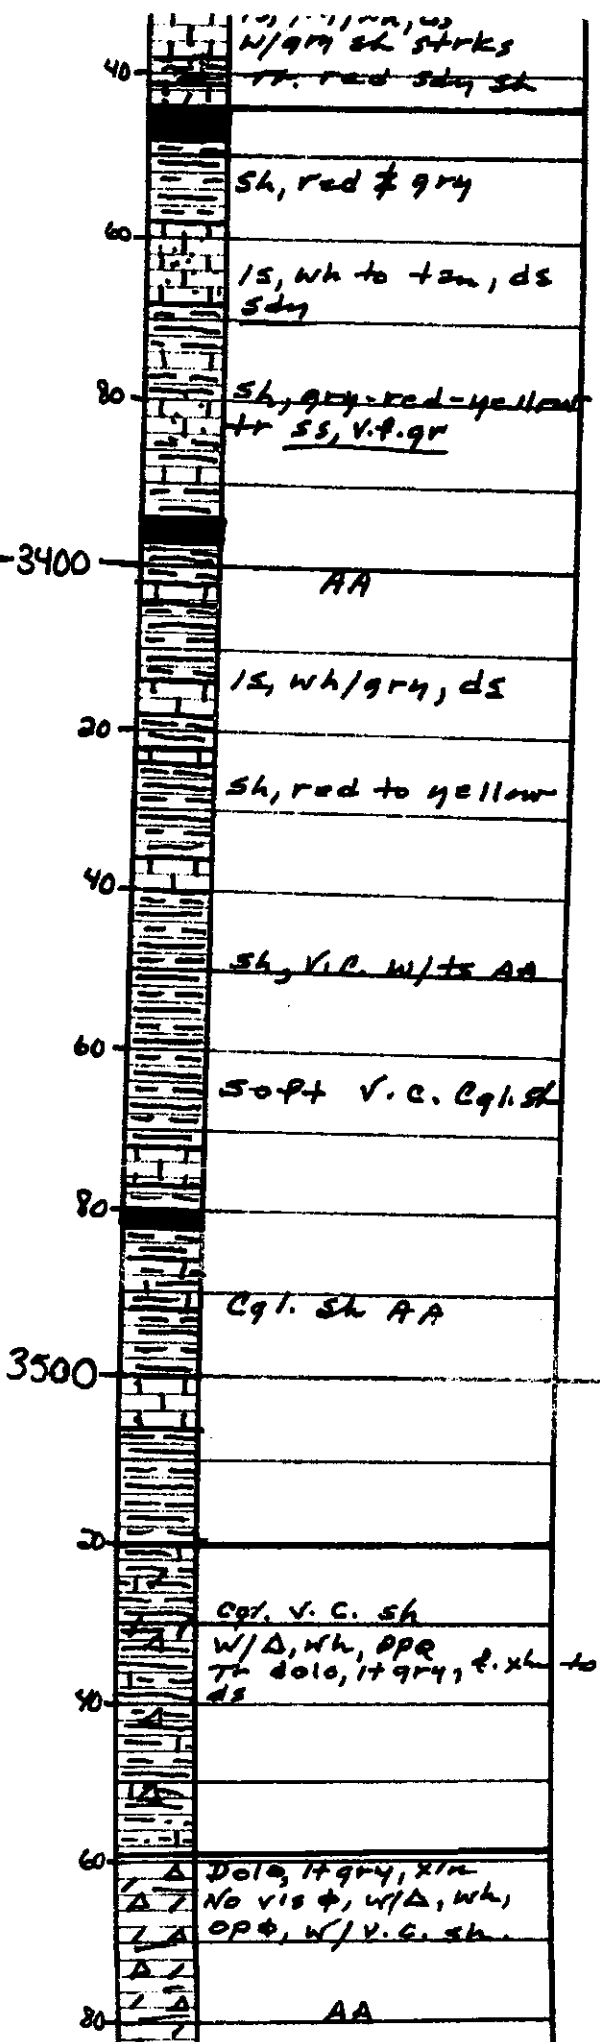 w/gry sh strks
40
rr. red sdy sh
sh, red & gry
60
ls, wh to tan, ds
sdy
80
sh, gry-red-yellow
tr ss, v.f.gr
-3400
AA
ls, wh/gry, ds
20
sh, red to yellow
40
sh, v.c. w/ts AA
60
soft v.c. Cgl. sh
80
Cgl. sh AA
3500
20
Cgl. v.c. sh
w/Δ, wh, opq
Tr dolo, lt gry, f.xln to
40
ds
60
Dolo, lt gry, xln
No vis ϕ, w/Δ, wh,
opϕ, w/ v.c. sh.
80
AA